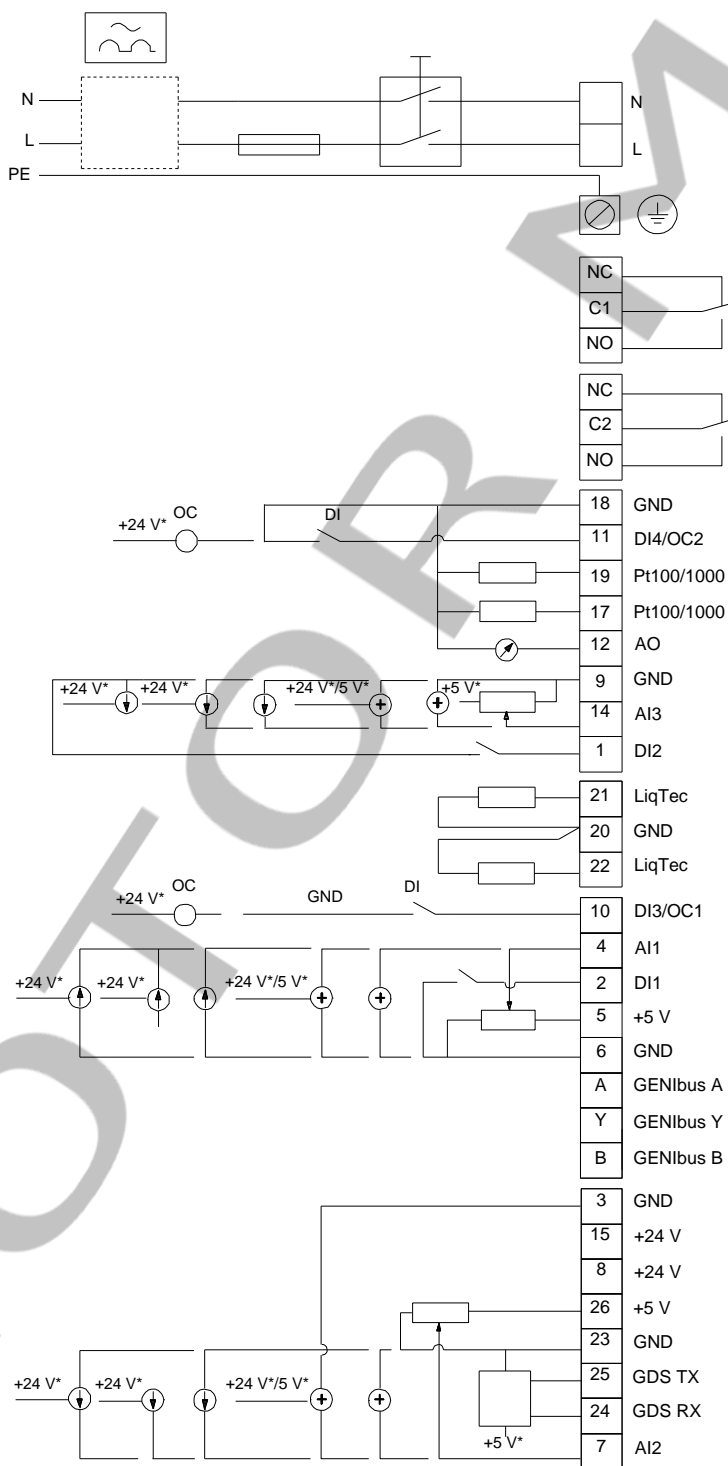 N
N
L
L
PE
NC
C1
NO
NC
C2
NO
18 GND
+24 V* OC DI 11 DI4/OC2
19 Pt100/1000
17 Pt100/1000
12 AO
9 GND
+24 V* +24 V* +24 V*/5 V* +5 V*
14 AI3
1 DI2
21 LiqTec
20 GND
22 LiqTec
+24 V* OC GND DI 10 DI3/OC1
4 AI1
+24 V* +24 V* +24 V*/5 V* 2 DI1
5 +5 V
6 GND
A GENIbus A
Y GENIbus Y
B GENIbus B
3 GND
15 +24 V
8 +24 V
26 +5 V
23 GND
25 GDS TX
+24 V* +24 V* +24 V*/5 V*
24 GDS RX
+5 V*
7 AI2
OTOR M